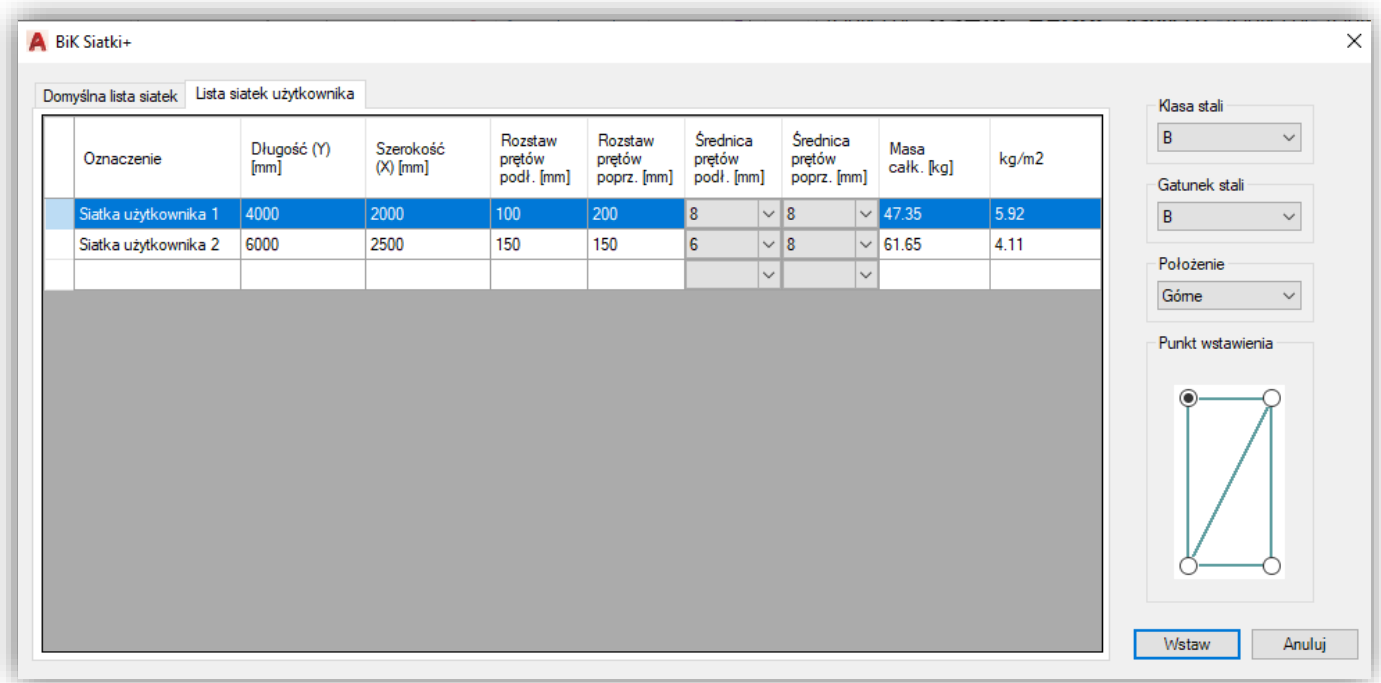 BiK Siatki+
Domyślna lista siatek Lista siatek użytkownika
Oznaczenie Długość (Y) [mm] Szerokość (X) [mm] Rozstaw prętów podł. [mm] Rozstaw prętów poprz. [mm] Średnica prętów podł. [mm] Średnica prętów poprz. [mm] Masa całk. [kg] kg/m2
Siatka użytkownika 1 4000 2000 100 200 8 8 47.35 5.92
Siatka użytkownika 2 6000 2500 150 150 6 8 61.65 4.11
Klasa stali
B
Gatunek stali
B
Położenie
Górne
Punkt wstawienia
Wstaw Anuluj